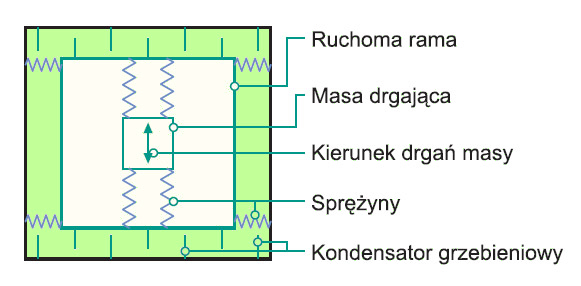 Ruchoma rama
Masa drgająca
Kierunek drgań masy
Sprężyny
Kondensator grzebieniowy